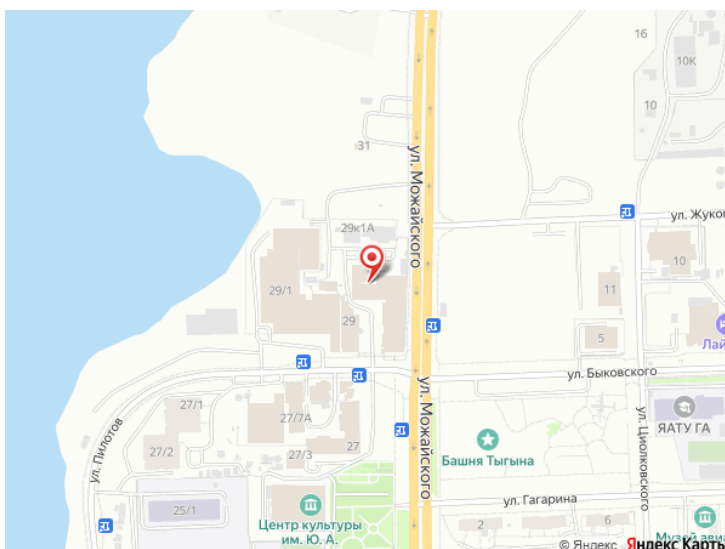 16
10К
10
31
ул. Можайского
ул. Жуков
29к1А
10
29/1
11
29
5
Лай
ул. Быковского
ул. Пилотов
27/1
27/7А
ул. Можайского
ЯАТУ ГА
27/2
27/3
27
Башня Тыгына
ул. Циолковского
25/1
Центр культуры
им. Ю. А.
ул. Гагарина
2
6
Музей авиа
© Яндекс Яндекс Карты